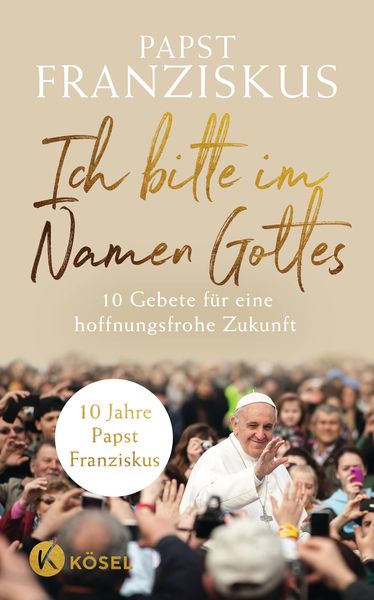 PAPST
FRANZISKUS
Ich bitte im
Namen Gottes
10 Gebete für eine
hoffnungsfrohe Zukunft
10 Jahre
Papst
Franziskus
KÖSEL